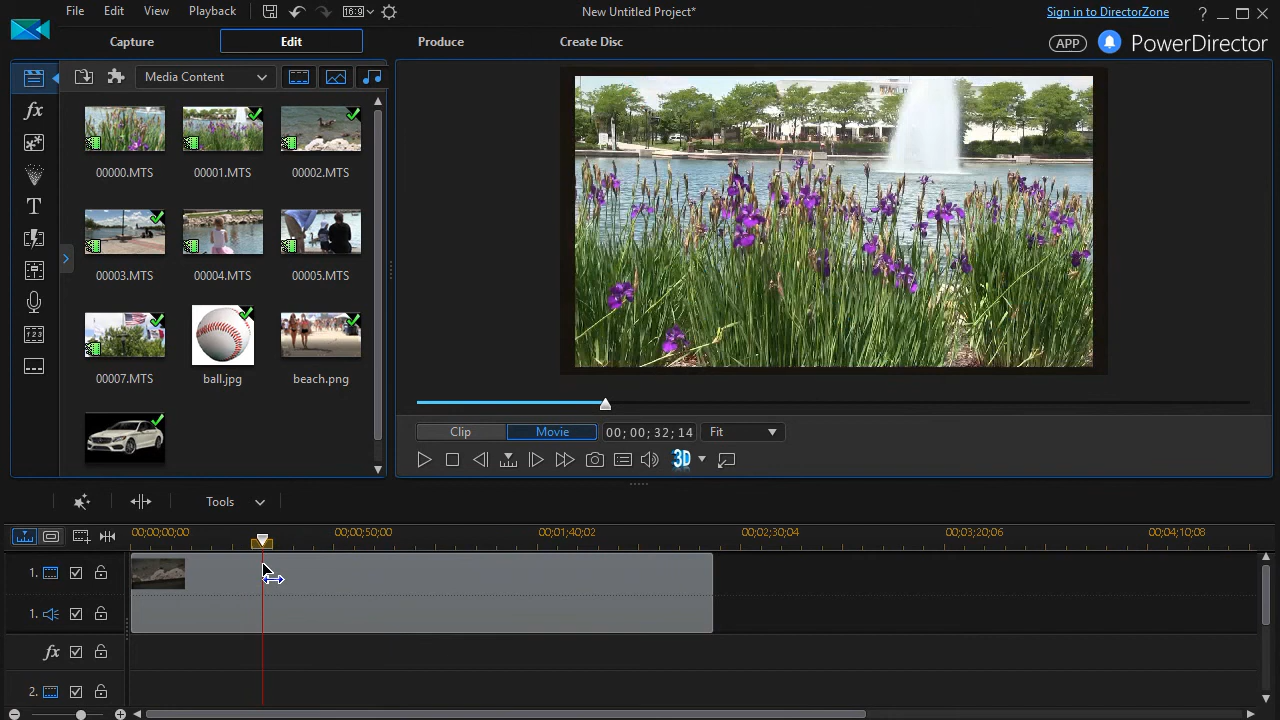 File Edit View Playback 16:9 New Untitled Project* Sign in to DirectorZone ?
Capture Edit Produce Create Disc APP PowerDirector
Media Content
00000.MTS 00001.MTS 00002.MTS
00003.MTS 00004.MTS 00005.MTS
00007.MTS ball.jpg beach.png
fx
T
123
Clip Movie 00; 00; 32; 14 Fit
3D
Tools
00;00;00;00 00;00;50;00 00;01;40;02 00;02;30;04 00;03;20;06 00;04;10;08
1.
1.
fx
2.